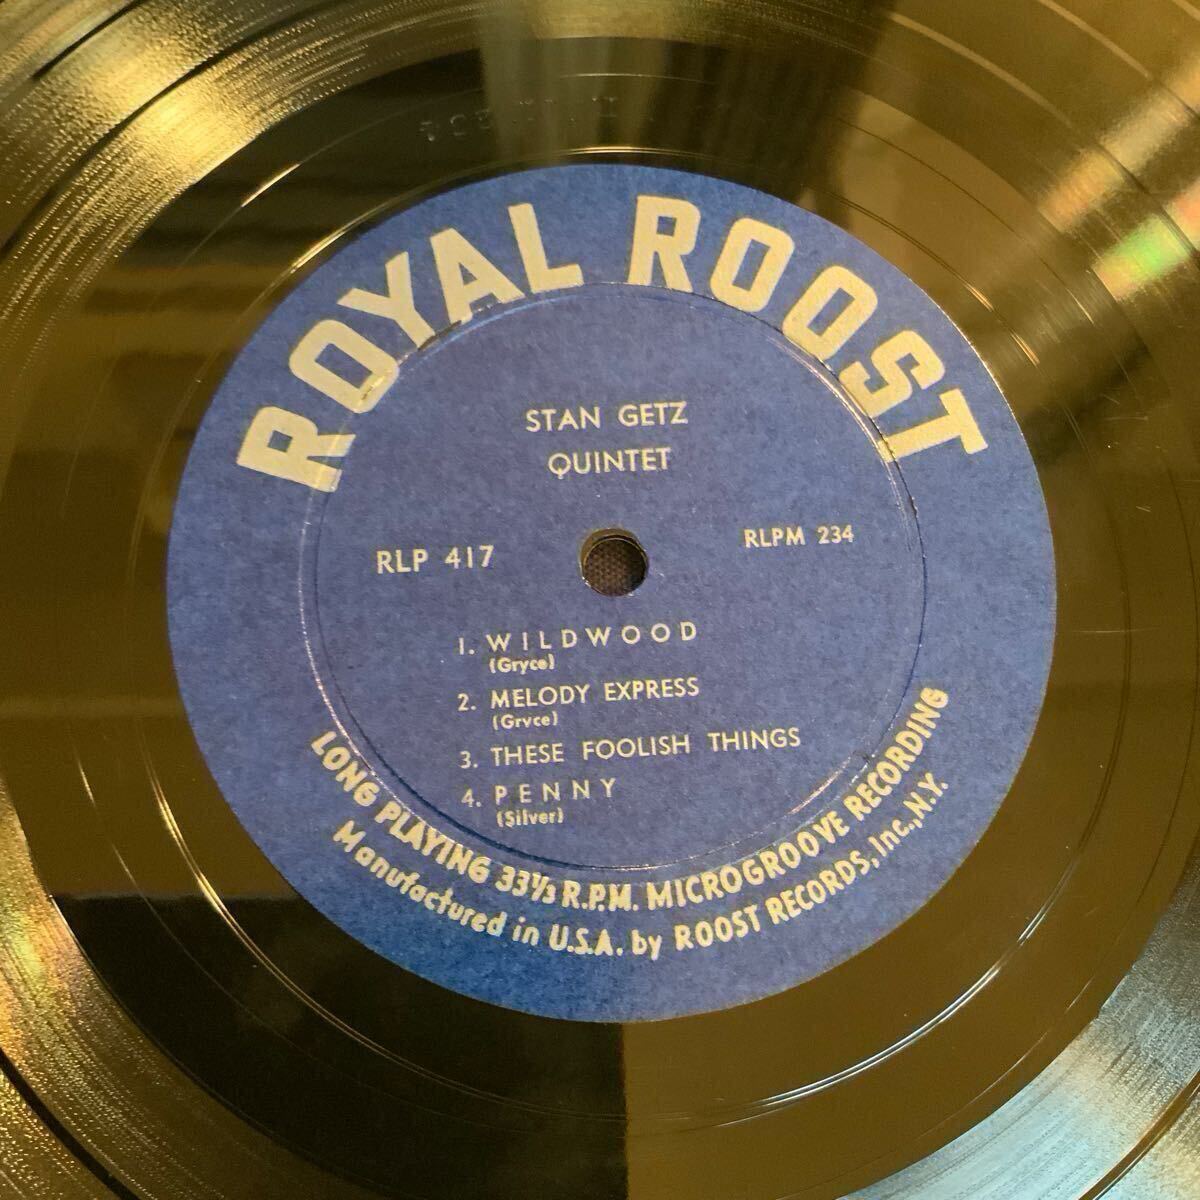 ROYAL ROOST
STAN GETZ
QUINTET
RLP 417
RLPM 234
1. WILDWOOD
(Gryce)
2. MELODY EXPRESS
(Gryce)
3. THESE FOOLISH THINGS
4. PENNY
(Silver)
LONG PLAYING 33⅓ R.P.M. MICROGROOVE RECORDING
Manufactured in U.S.A. by ROOST RECORDS, Inc., N.Y.